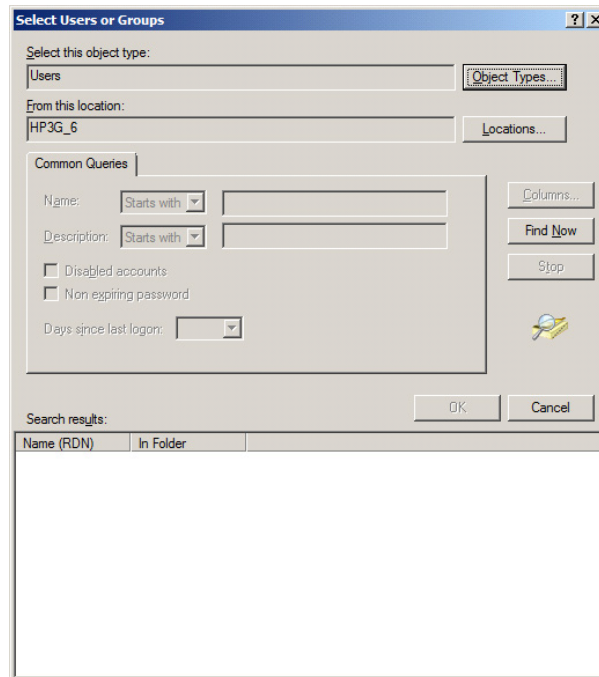 Select Users or Groups
Select this object type:
Users
Object Types...
From this location:
HP3G_6
Locations...
Common Queries
Name:
Starts with
Columns...
Description:
Starts with
Find Now
Disabled accounts
Stop
Non expiring password
Days since last logon:
OK
Cancel
Search results:
Name (RDN)
In Folder